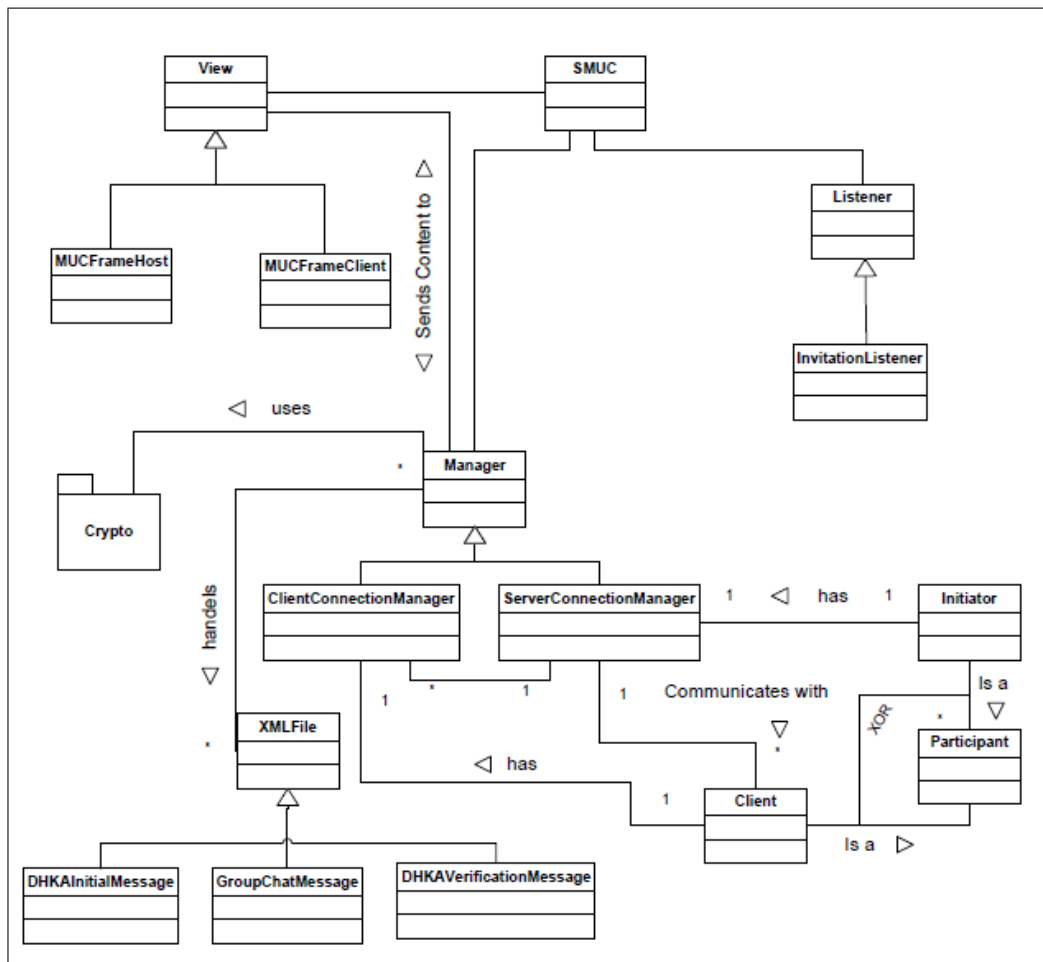 View
SMUC
Listener
MUCFrameHost
MUCFrameClient
Sends Content to
InvitationListener
uses
*
Manager
Crypto
ClientConnectionManager
ServerConnectionManager
1
has
1
Initiator
handels
*
1
1
1
Communicates with
Is a
XOR
*
XMLFile
*
*
Participant
has
1
Client
Is a
DHKAInitialMessage
GroupChatMessage
DHKAVerificationMessage